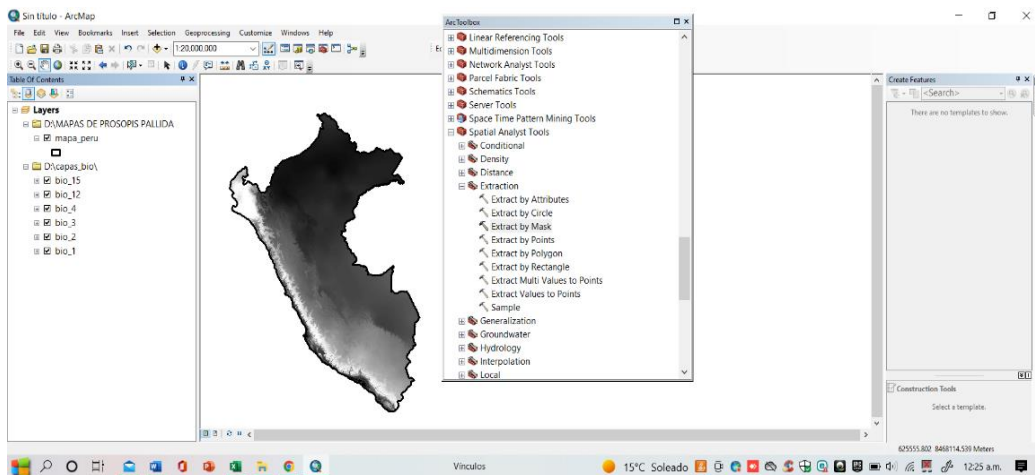 Sin título - ArcMap
File Edit View Bookmarks Insert Selection Geoprocessing Customize Windows Help
1:20,000,000
Table Of Contents
Layers
D:\MAPAS DE PROSOPIS PALLIDA
mapa_peru
D:\capas_bio\
bio_15
bio_12
bio_4
bio_3
bio_2
bio_1
ArcToolbox
Linear Referencing Tools
Multidimension Tools
Network Analyst Tools
Parcel Fabric Tools
Schematics Tools
Server Tools
Space Time Pattern Mining Tools
Spatial Analyst Tools
Conditional
Density
Distance
Extraction
Extract by Attributes
Extract by Circle
Extract by Mask
Extract by Points
Extract by Polygon
Extract by Rectangle
Extract Multi Values to Points
Extract Values to Points
Sample
Generalization
Groundwater
Hydrology
Interpolation
Local
Create Features
<Search>
There are no templates to show.
Construction Tools
Select a template.
625555.802 8468114.539 Meters
Vínculos
15°C Soleado
12:25 a.m.